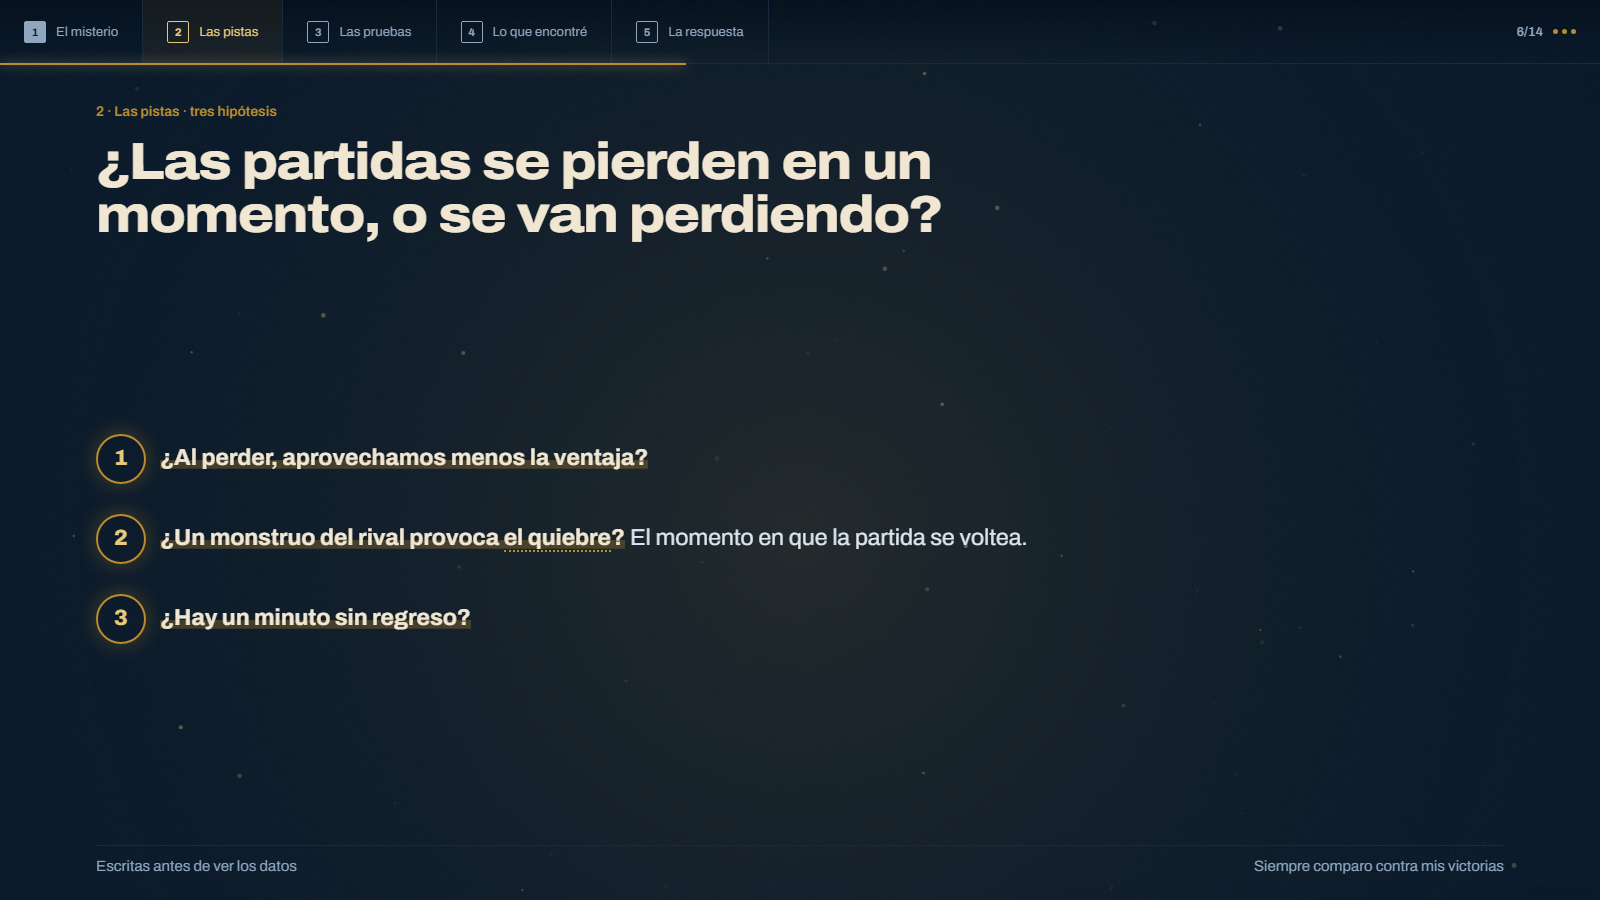 1 El misterio
2 Las pistas
3 Las pruebas
4 Lo que encontré
5 La respuesta
6/14
2 · Las pistas · tres hipótesis
¿Las partidas se pierden en un
momento, o se van perdiendo?
1 ¿Al perder, aprovechamos menos la ventaja?
2 ¿Un monstruo del rival provoca el quiebre? El momento en que la partida se voltea.
3 ¿Hay un minuto sin regreso?
Escritas antes de ver los datos
Siempre comparo contra mis victorias